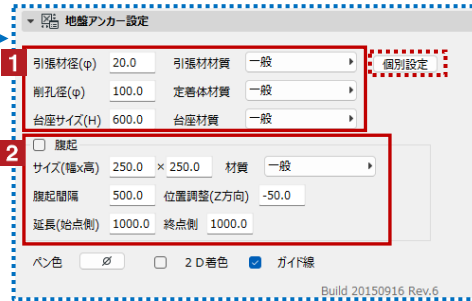 地盤アンカー設定
1
引張材径(φ) 20.0 引張材材質 一般 個別設定
削孔径(φ) 100.0 定着体材質 一般
台座サイズ(H) 600.0 台座材質 一般
2
腹起
サイズ(幅x高) 250.0 × 250.0 材質 一般
腹起間隔 500.0 位置調整(Z方向) -50.0
延長(始点側) 1000.0 終点側 1000.0
ペン色 2D着色 ガイド線
Build 20150916 Rev.6